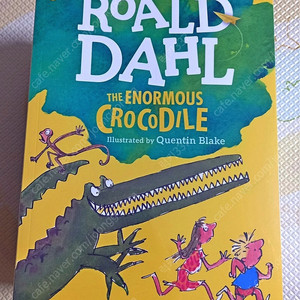 ROALD
DAHL
THE ENORMOUS
CROCODILE
Illustrated by Quentin Blake